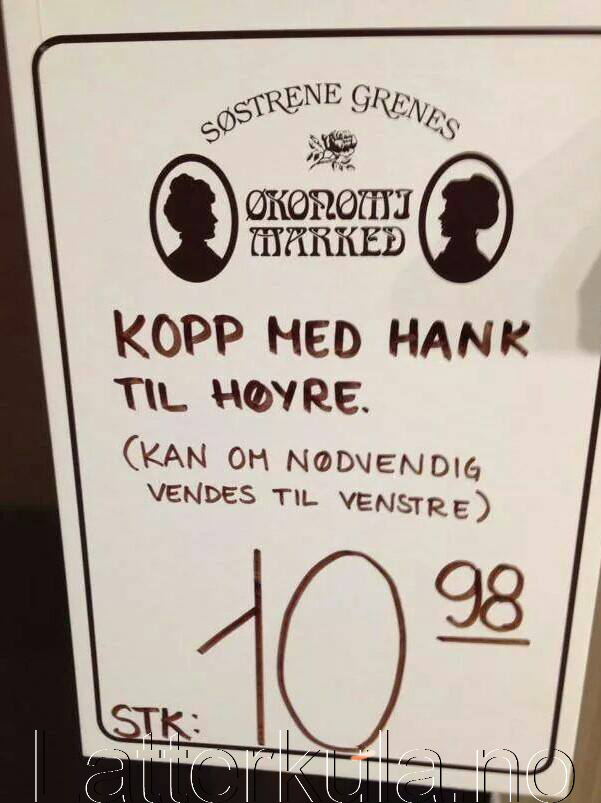 SØSTRENE GRENES
ØKONOMI
MARKED
KOPP MED HANK
TIL HØYRE.
(KAN OM NØDVENDIG
VENDES TIL VENSTRE)
STK: 10 98
Latterkula.no